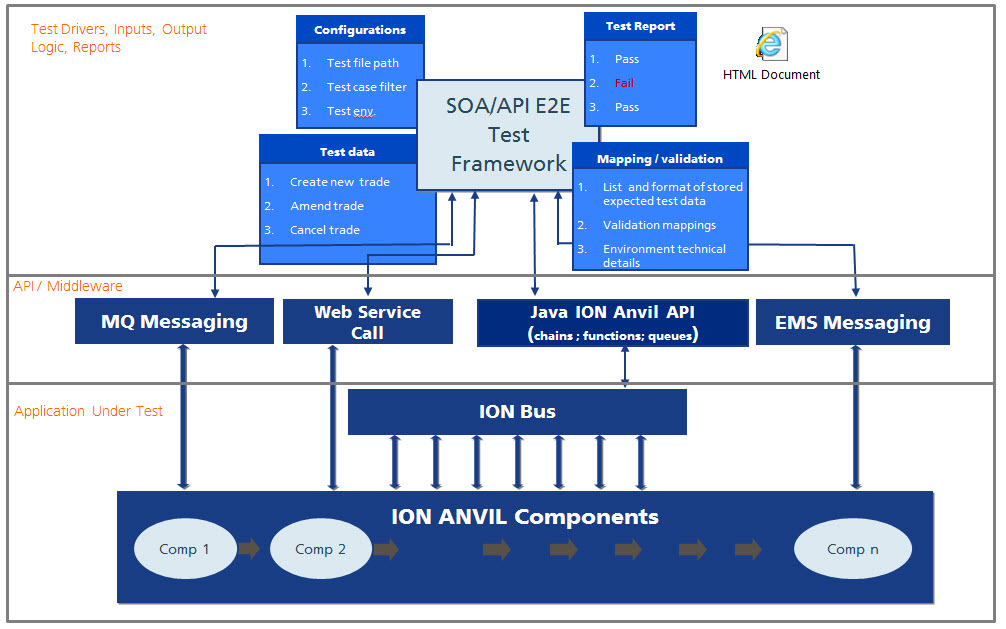 Test Drivers, Inputs, Output
Logic, Reports
Configurations
1. Test file path
2. Test case filter
3. Test env.
Test Report
1. Pass
2. Fail
3. Pass
HTML Document
SOA/API E2E
Test
Framework
Test data
1. Create new trade
2. Amend trade
3. Cancel trade
Mapping / validation
1. List and format of stored
expected test data
2. Validation mappings
3. Environment technical
details
API / Middleware
MQ Messaging
Web Service
Call
Java ION Anvil API
(chains ; functions; queues)
EMS Messaging
Application Under Test
ION Bus
ION ANVIL Components
Comp 1
Comp 2
Comp n